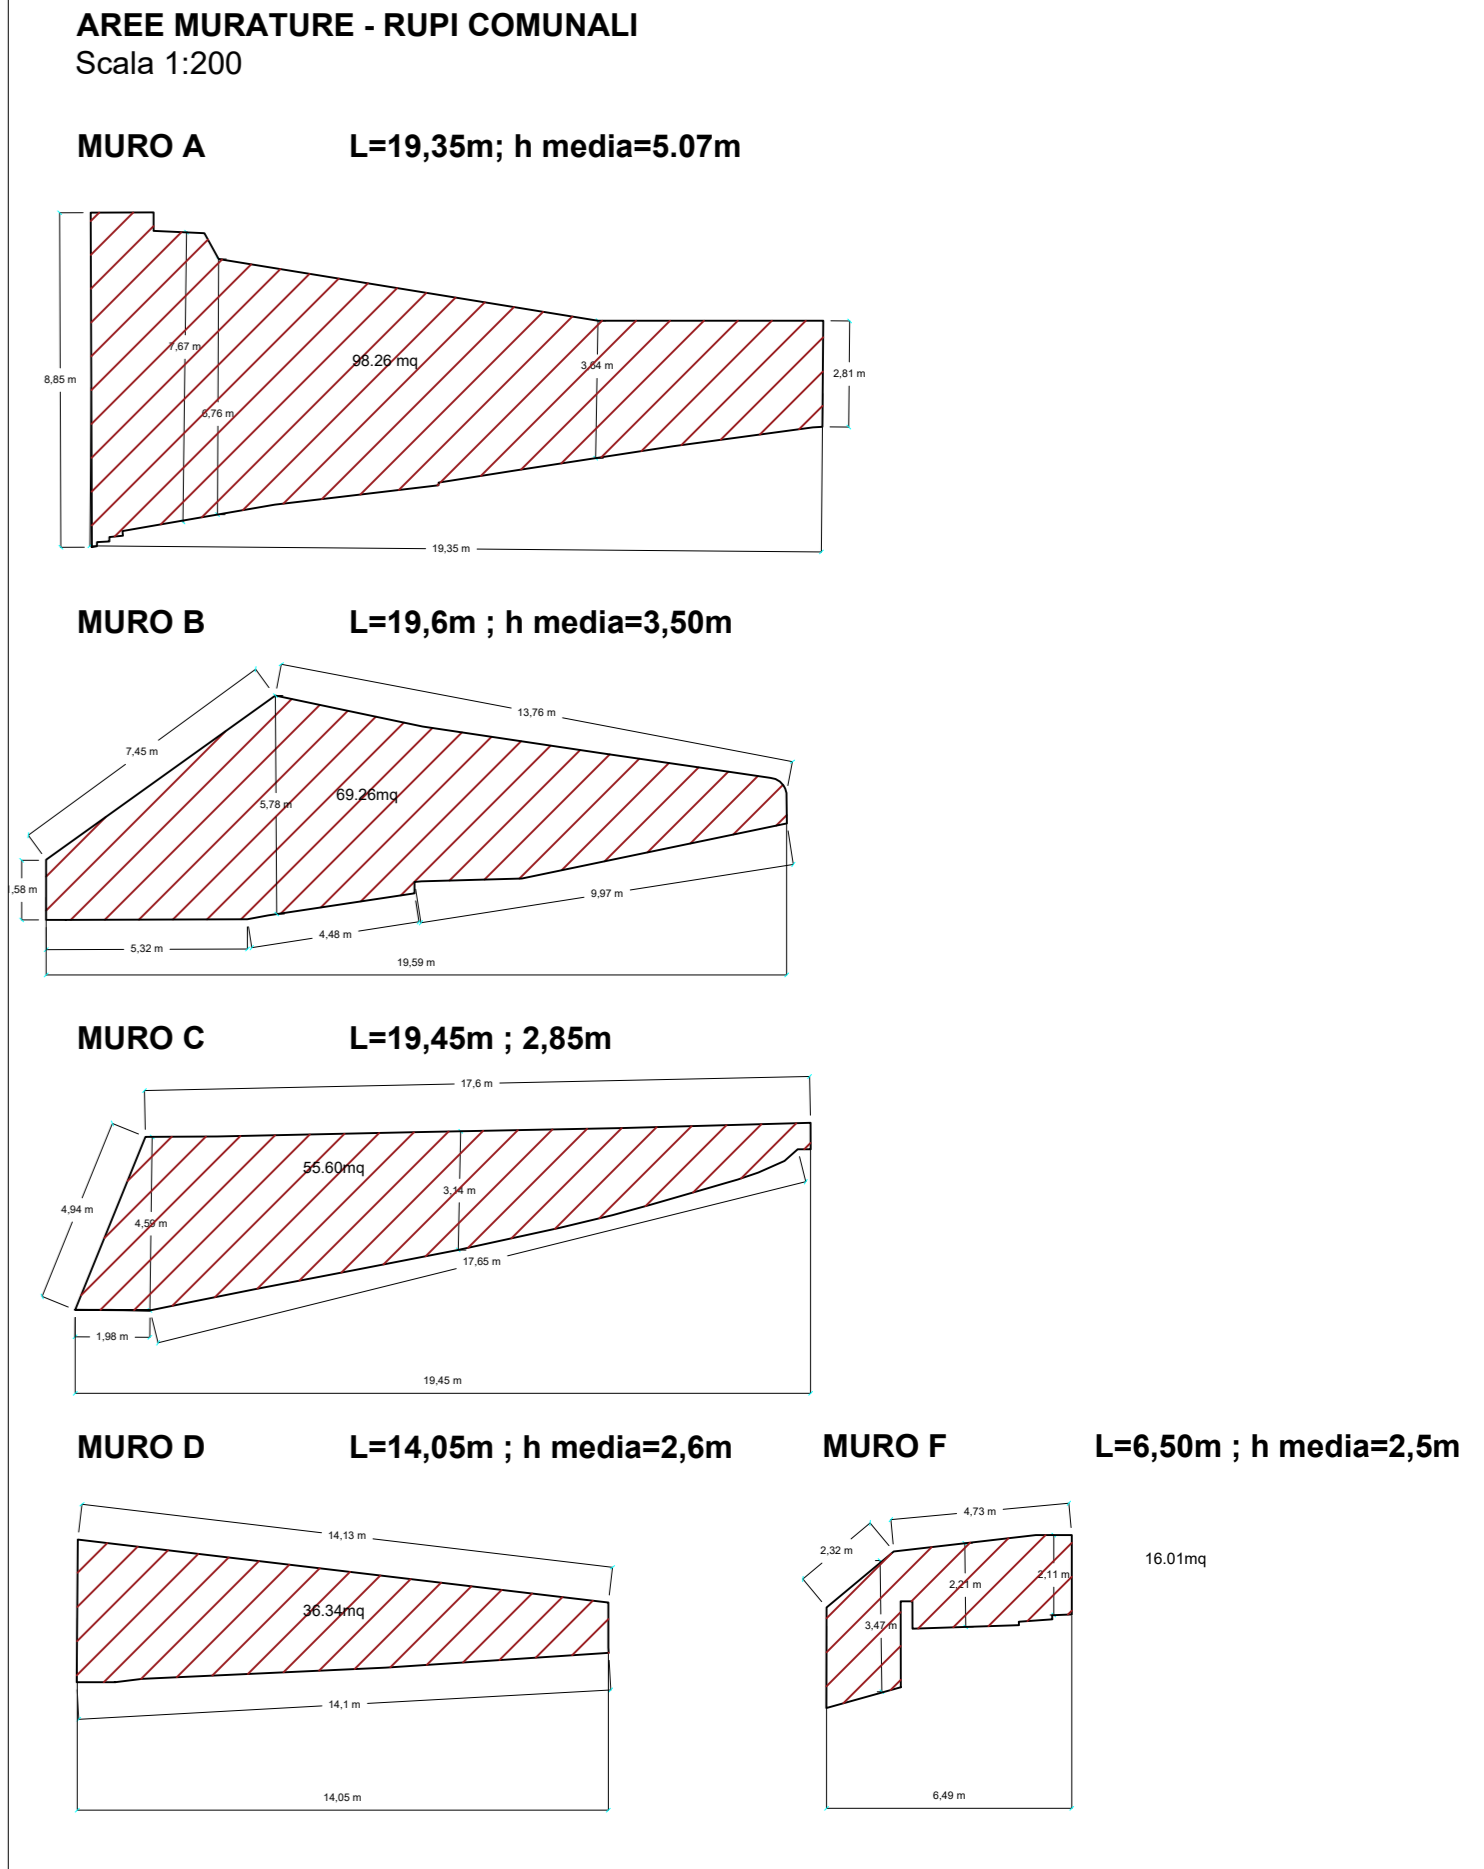 AREE MURATURE - RUPI COMUNALI
Scala 1:200
MURO A L=19,35m; h media=5.07m
7,67 m
98.26 mq
3,64 m
2,81 m
8,85 m
6,76 m
19,35 m
MURO B L=19,6m ; h media=3,50m
13,76 m
7,45 m
69.26mq
5,78 m
,58 m
9,97 m
4,48 m
5,32 m
19,59 m
MURO C L=19,45m ; 2,85m
17,6 m
55.60mq
3,14 m
4,94 m
4,59 m
17,65 m
1,98 m
19,45 m
MURO D L=14,05m ; h media=2,6m
14,13 m
36.34mq
14,1 m
14,05 m
MURO F L=6,50m ; h media=2,5m
4,73 m
2,32 m
16.01mq
2,11 m
2,21 m
3,47 m
6,49 m